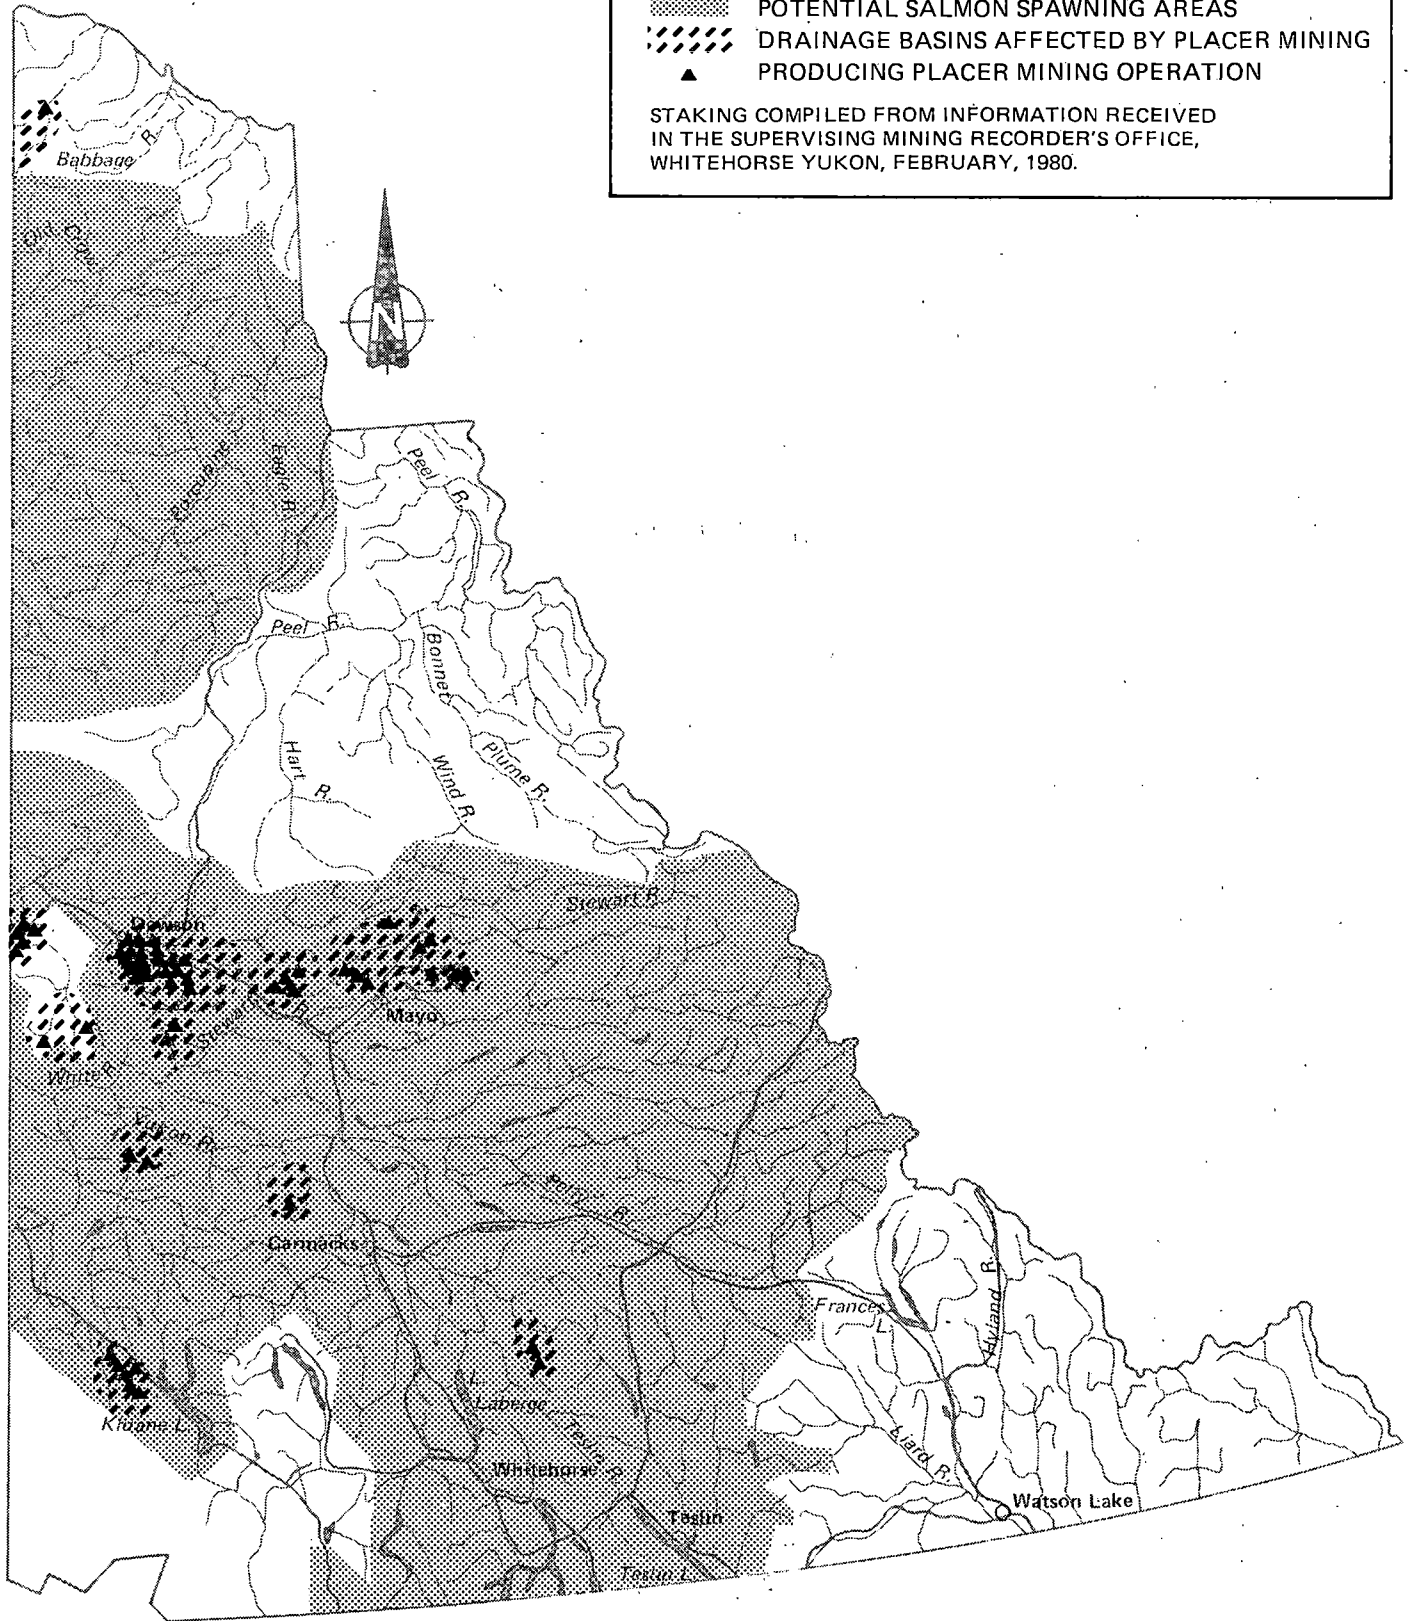 POTENTIAL SALMON SPAWNING AREAS
DRAINAGE BASINS AFFECTED BY PLACER MINING
PRODUCING PLACER MINING OPERATION
STAKING COMPILED FROM INFORMATION RECEIVED
IN THE SUPERVISING MINING RECORDER'S OFFICE,
WHITEHORSE YUKON, FEBRUARY, 1980.
Babbage R.
Old Crow
N
Porcupine
Eagle R.
Peel R.
Peel R.
Bonnet
Plume R.
Hart R.
Wind R.
Stewart R.
Dawson
Mayo
Stewart R.
White R.
Yukon R.
Pelly R.
Carmacks
Frances L.
Hyland R.
L. Laberge
Kluane L.
Teslin
Liard R.
Whitehorse
Watson Lake
Teslin
Teslin L.